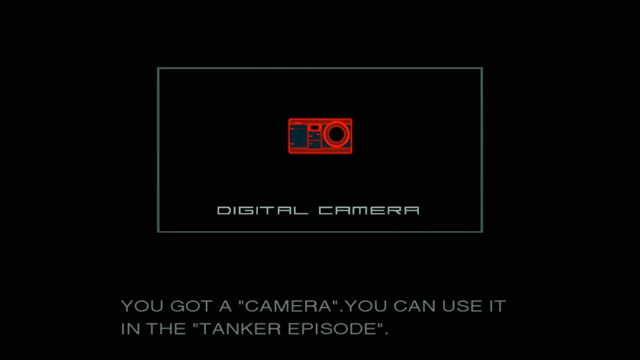 DIGITAL CAMERA
YOU GOT A "CAMERA".YOU CAN USE IT
IN THE "TANKER EPISODE".